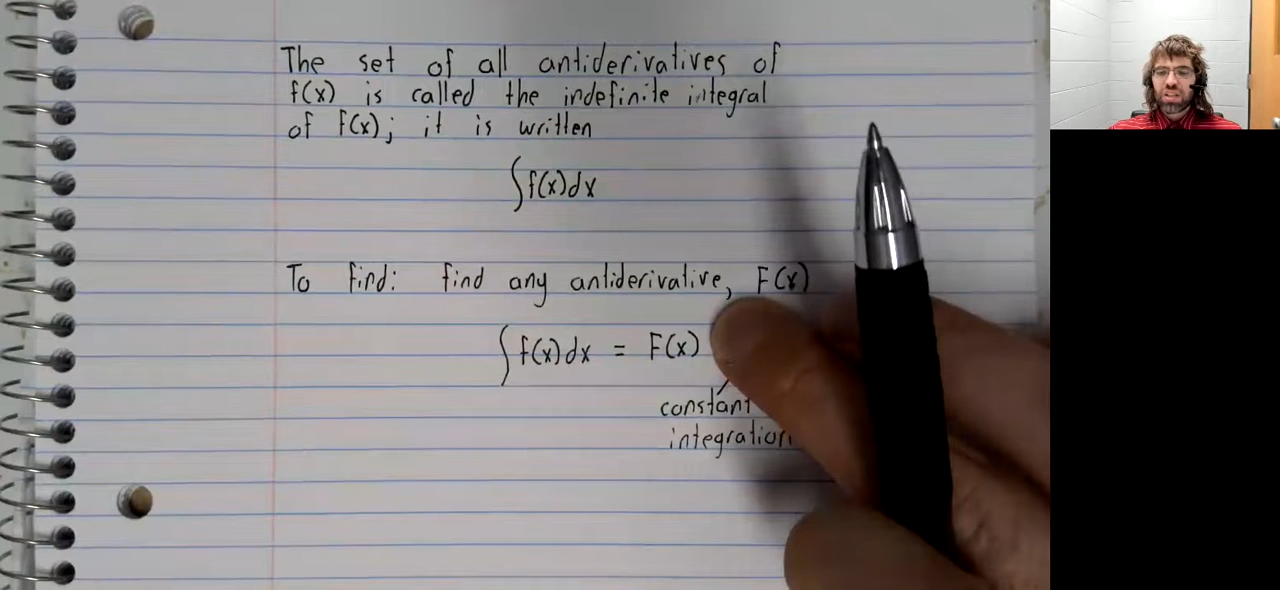 The set of all antiderivatives of
f(x) is called the indefinite integral
of f(x); it is written
∫f(x)dx
To find: find any antiderivative, F(x)
∫f(x)dx = F(x)
constant
integration